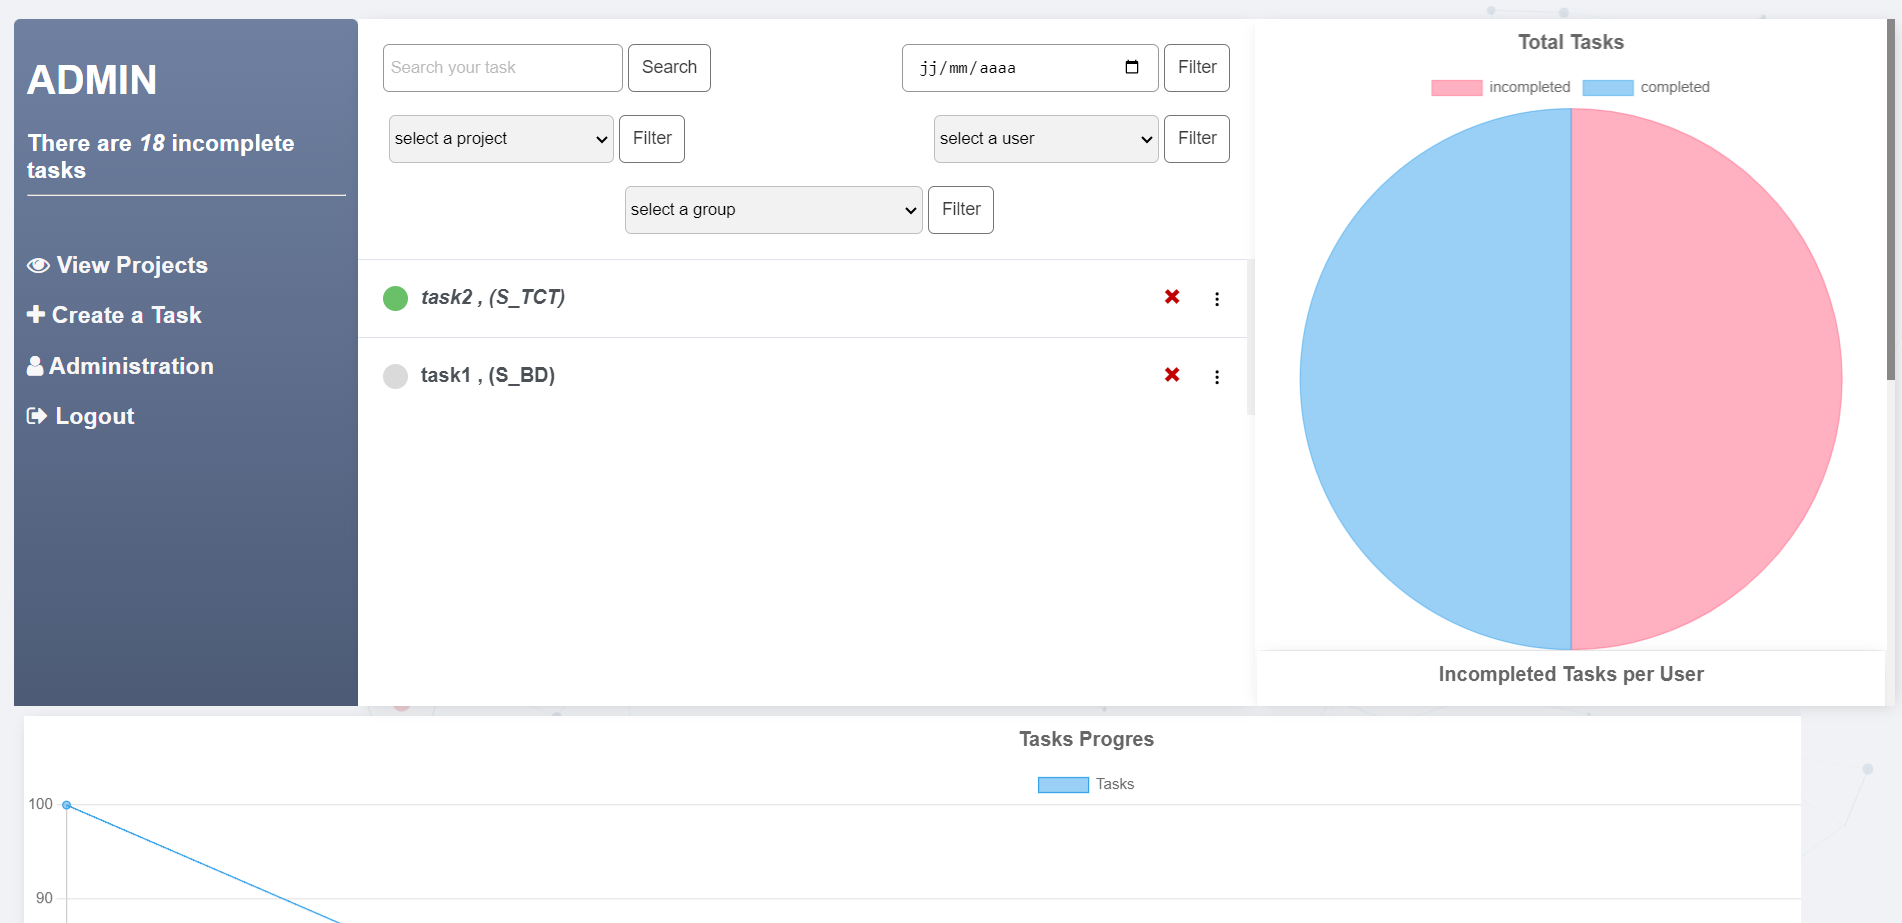 ADMIN
There are 18 incomplete
tasks
View Projects
Create a Task
Administration
Logout
Search your task
Search
jj/mm/aaaa
Filter
select a project
Filter
select a user
Filter
select a group
Filter
task2 , (S_TCT)
task1 , (S_BD)
Total Tasks
incompleted
completed
Incompleted Tasks per User
Tasks Progres
Tasks
100
90